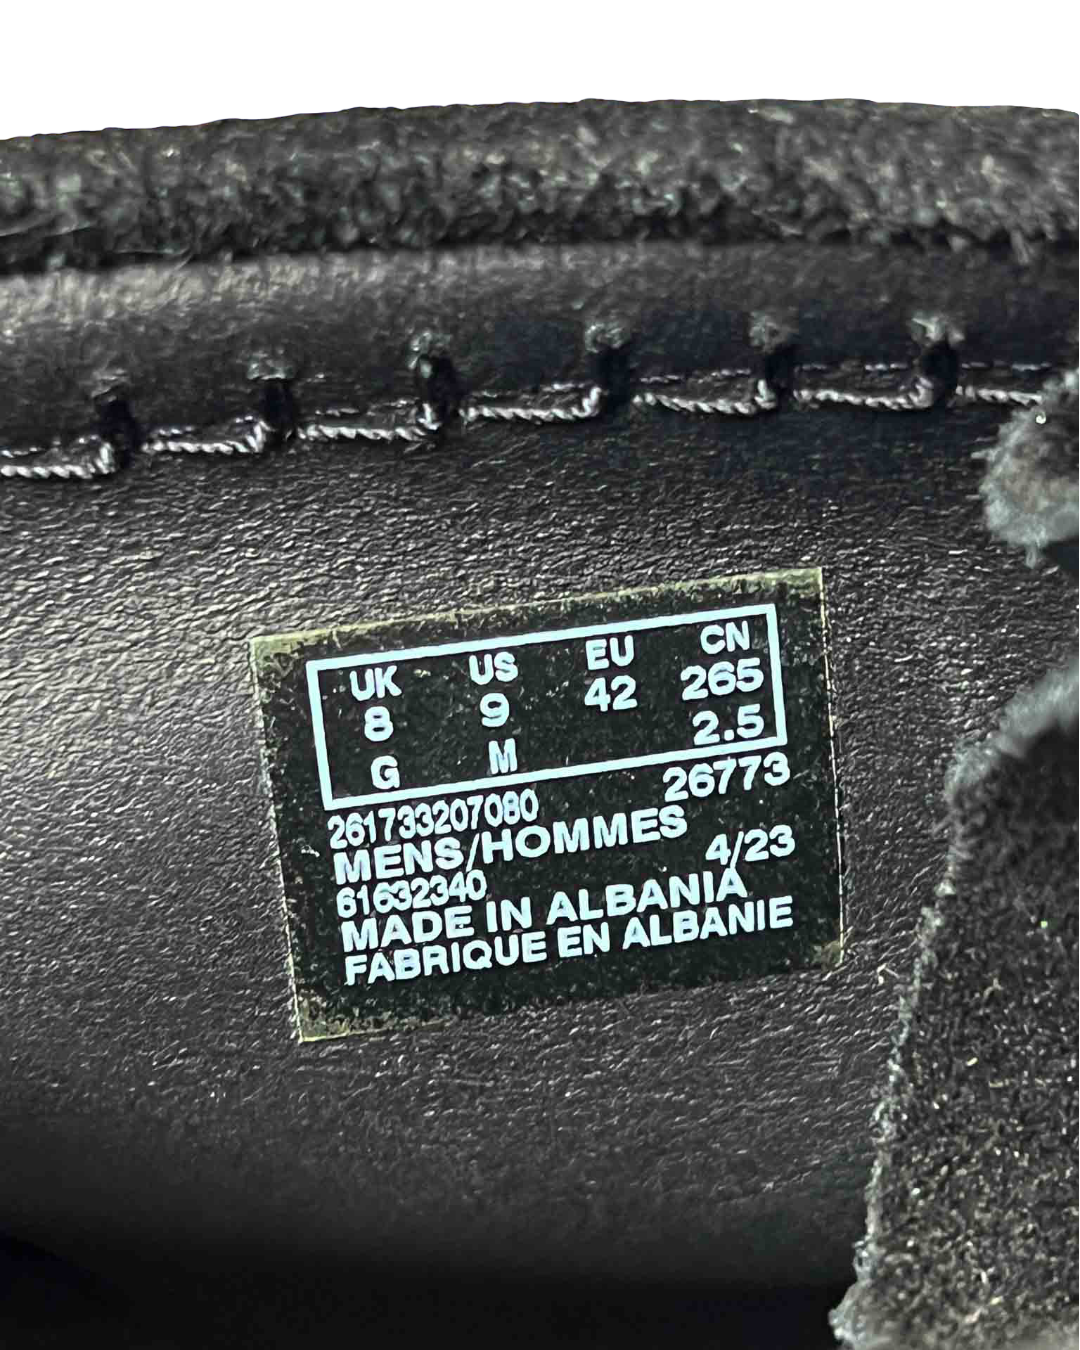 UK US EU CN
8 9 42 265
G M 2.5
261733207080 26773
MENS/HOMMES
61632340 4/23
MADE IN ALBANIA
FABRIQUE EN ALBANIE